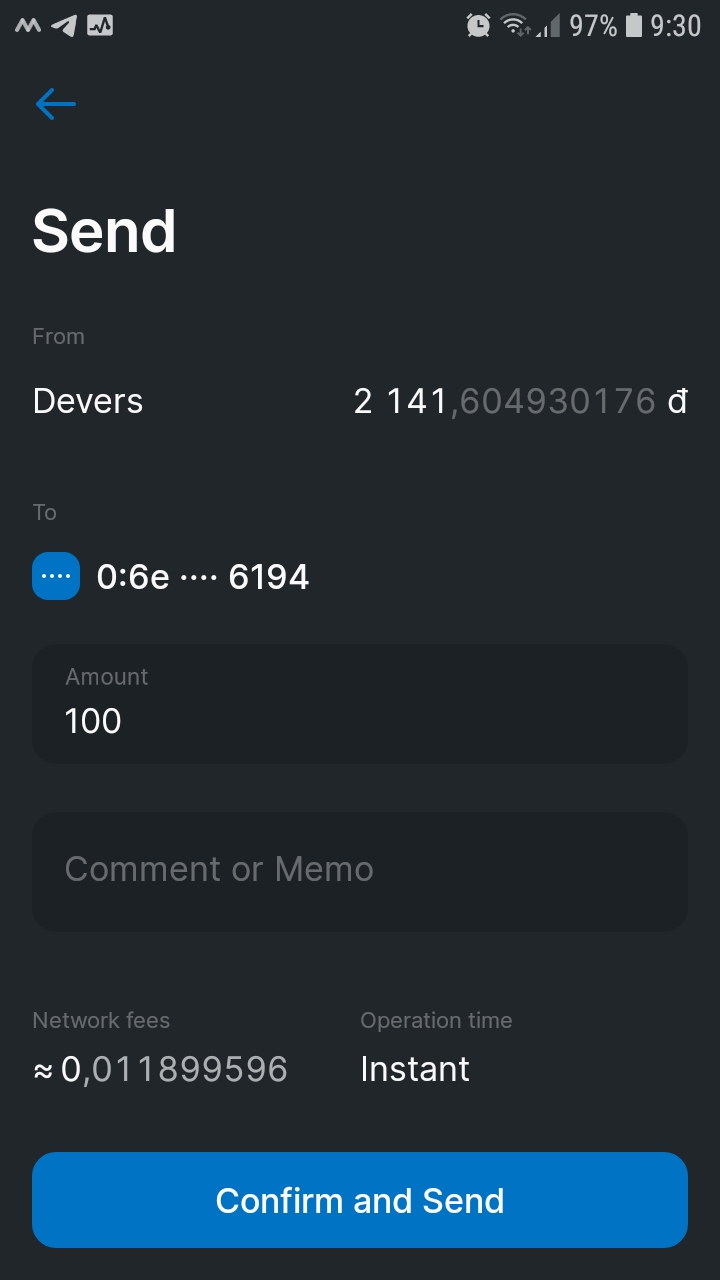 97% 9:30
Send
From
Devers 2 141,604930176 đ
To
0:6e ···· 6194
Amount
100
Comment or Memo
Network fees Operation time
≈ 0,011899596 Instant
Confirm and Send